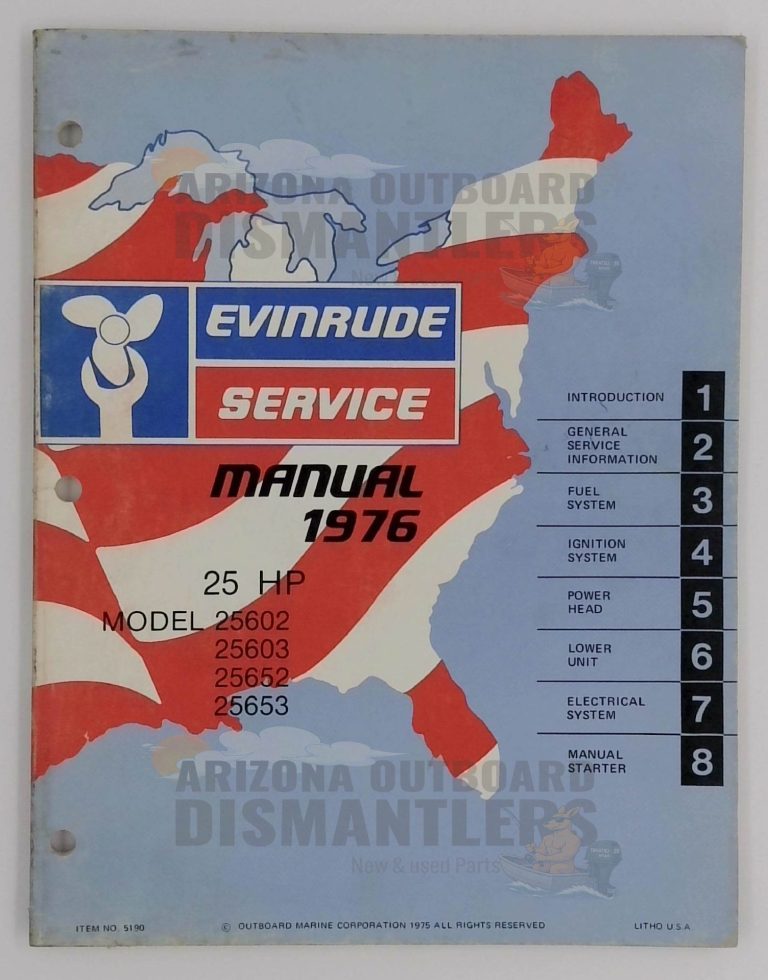 ARIZONA OUTBOARD
DISMANTLERS
EVINRUDE
SERVICE
MANUAL
1976
25 HP
MODEL 25602
25603
25652
25653
INTRODUCTION 1
GENERAL
SERVICE
INFORMATION 2
FUEL
SYSTEM 3
IGNITION
SYSTEM 4
POWER
HEAD 5
LOWER
UNIT 6
ELECTRICAL
SYSTEM 7
MANUAL
STARTER 8
ARIZONA OUTBOARD
DISMANTLERS
New & used Parts
ITEM NO. 5190
© OUTBOARD MARINE CORPORATION 1975 ALL RIGHTS RESERVED
LITHO U.S.A